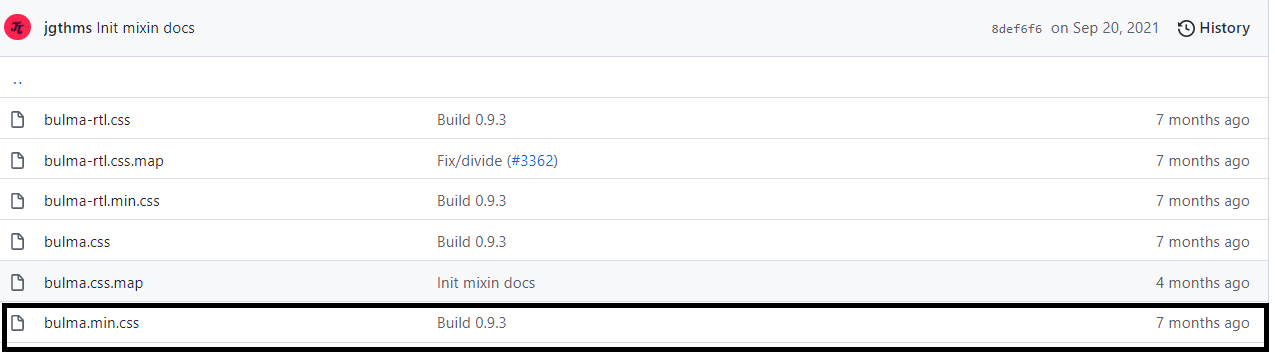 jgthms Init mixin docs 8def6f6 on Sep 20, 2021 History
..
bulma-rtl.css Build 0.9.3 7 months ago
bulma-rtl.css.map Fix/divide (#3362) 7 months ago
bulma-rtl.min.css Build 0.9.3 7 months ago
bulma.css Build 0.9.3 7 months ago
bulma.css.map Init mixin docs 4 months ago
bulma.min.css Build 0.9.3 7 months ago